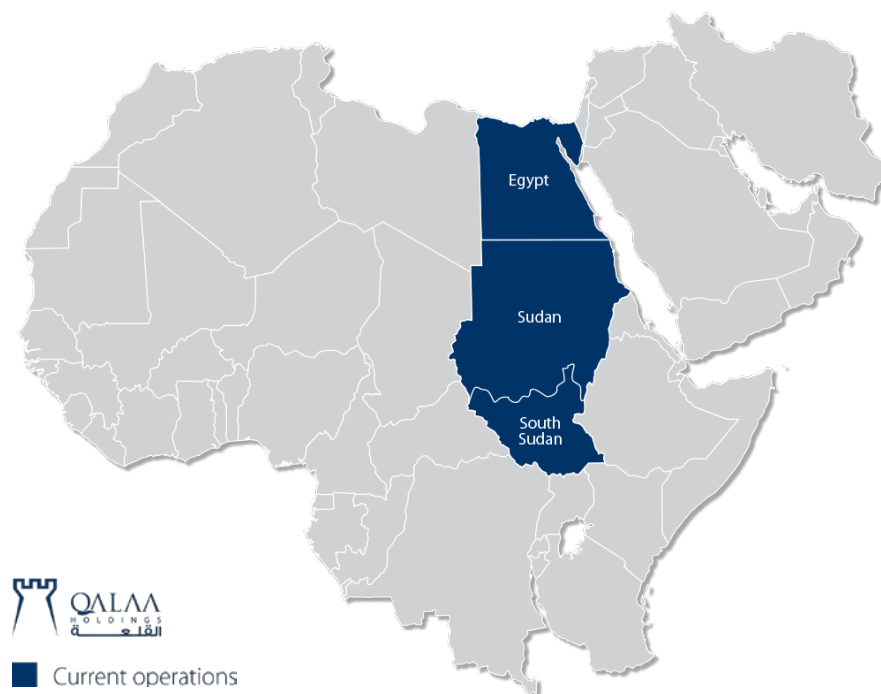 Egypt
Sudan
South
Sudan
QALAA
HOLDINGS
القلعة
Current operations